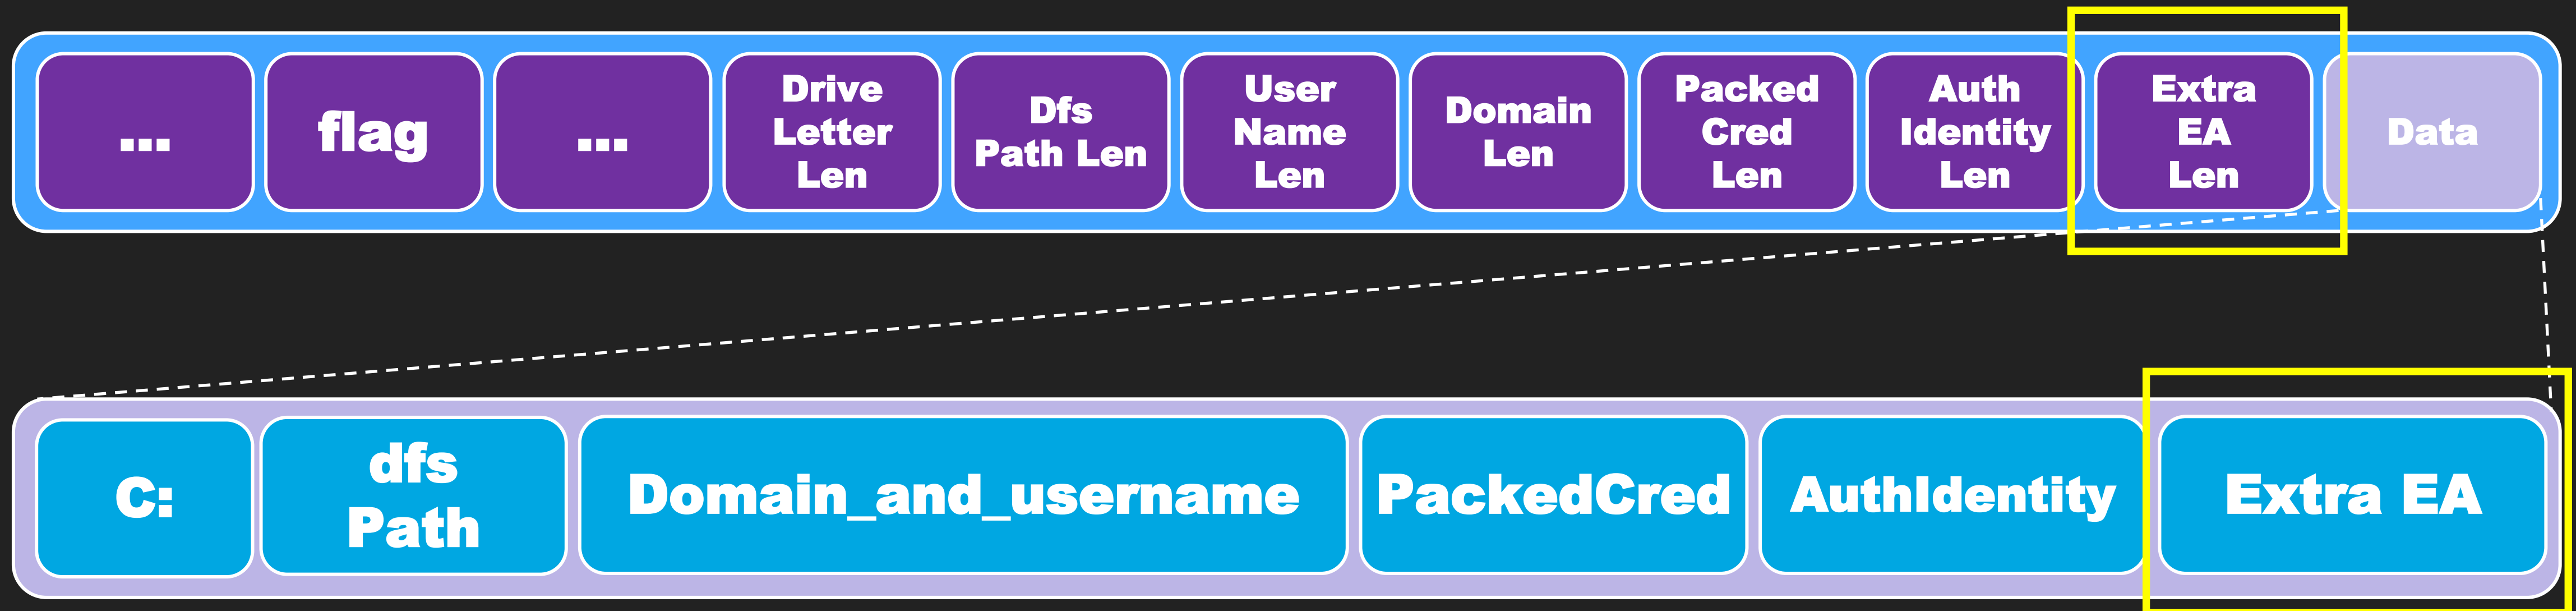 ...
flag
...
Drive
Letter
Len
Dfs
Path Len
User
Name
Len
Domain
Len
Packed
Cred
Len
Auth
Identity
Len
Extra
EA
Len
Data
C:
dfs
Path
Domain_and_username
PackedCred
AuthIdentity
Extra EA